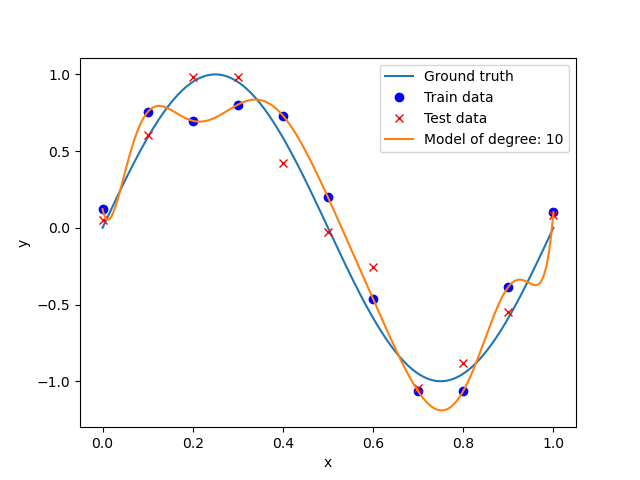 Ground truth
Train data
Test data
Model of degree: 10
1.0
0.5
0.0
−0.5
−1.0
y
0.0 0.2 0.4 0.6 0.8 1.0
x